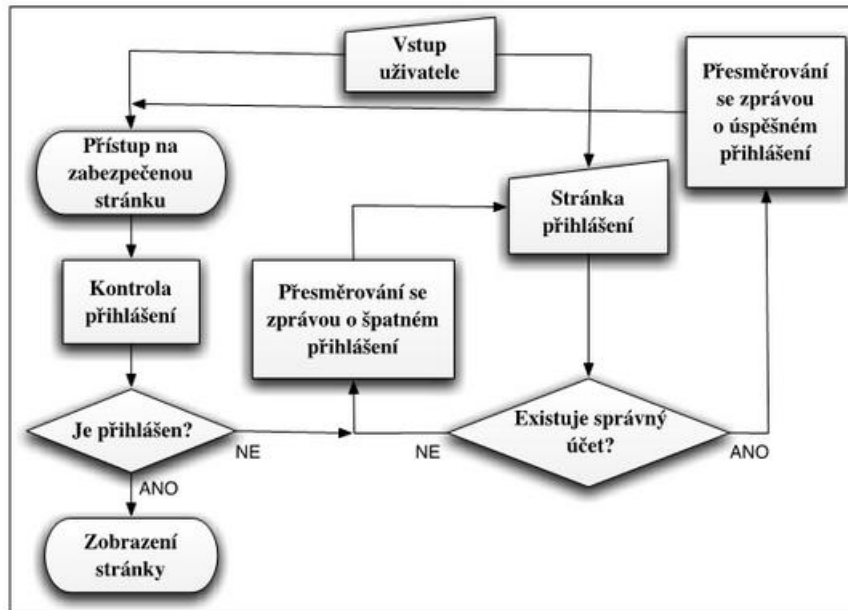 Vstup
uživatele
Přesměrování
se zprávou
o úspěšném
přihlášení
Přístup na
zabezpečenou
stránku
Stránka
přihlášení
Kontrola
přihlášení
Přesměrování se
zprávou o špatném
přihlášení
Je přihlášen?
NE
Existuje správný
účet?
NE
ANO
ANO
Zobrazení
stránky